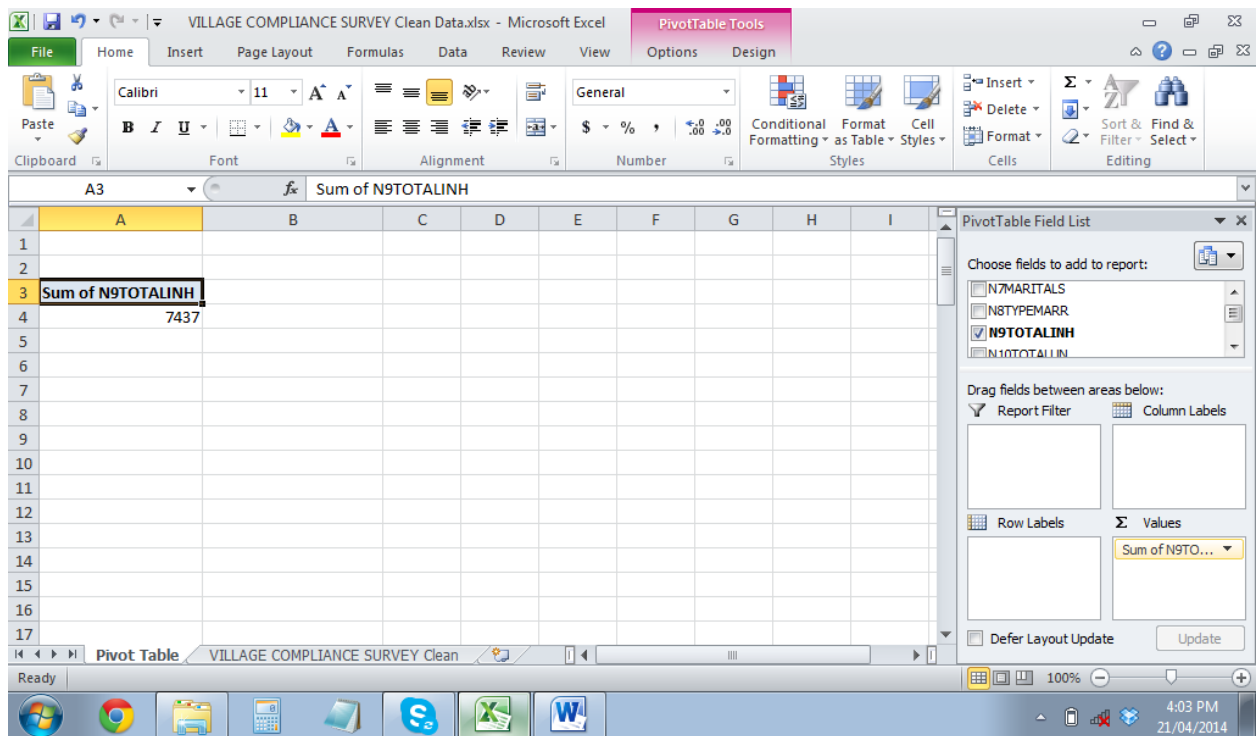 VILLAGE COMPLIANCE SURVEY Clean Data.xlsx - Microsoft Excel
PivotTable Tools
File Home Insert Page Layout Formulas Data Review View Options Design
Paste
Calibri 11 A A
B I U A
General
$ % , .0 .00 .00 .0
Conditional Formatting
Format as Table
Cell Styles
Insert
Delete
Format
Σ
Sort & Filter
Find & Select
Clipboard Font Alignment Number Styles Cells Editing
A3 fx Sum of N9TOTALINH
A B C D E F G H I
1
2
3 Sum of N9TOTALINH
4 7437
5
6
7
8
9
10
11
12
13
14
15
16
17
PivotTable Field List
Choose fields to add to report:
N7MARITALS
N8TYPEMARR
N9TOTALINH
N10TOTALLIN
Drag fields between areas below:
Report Filter Column Labels
Row Labels Σ Values
Sum of N9TO...
Defer Layout Update Update
Pivot Table VILLAGE COMPLIANCE SURVEY Clean
Ready 100%
4:03 PM
21/04/2014